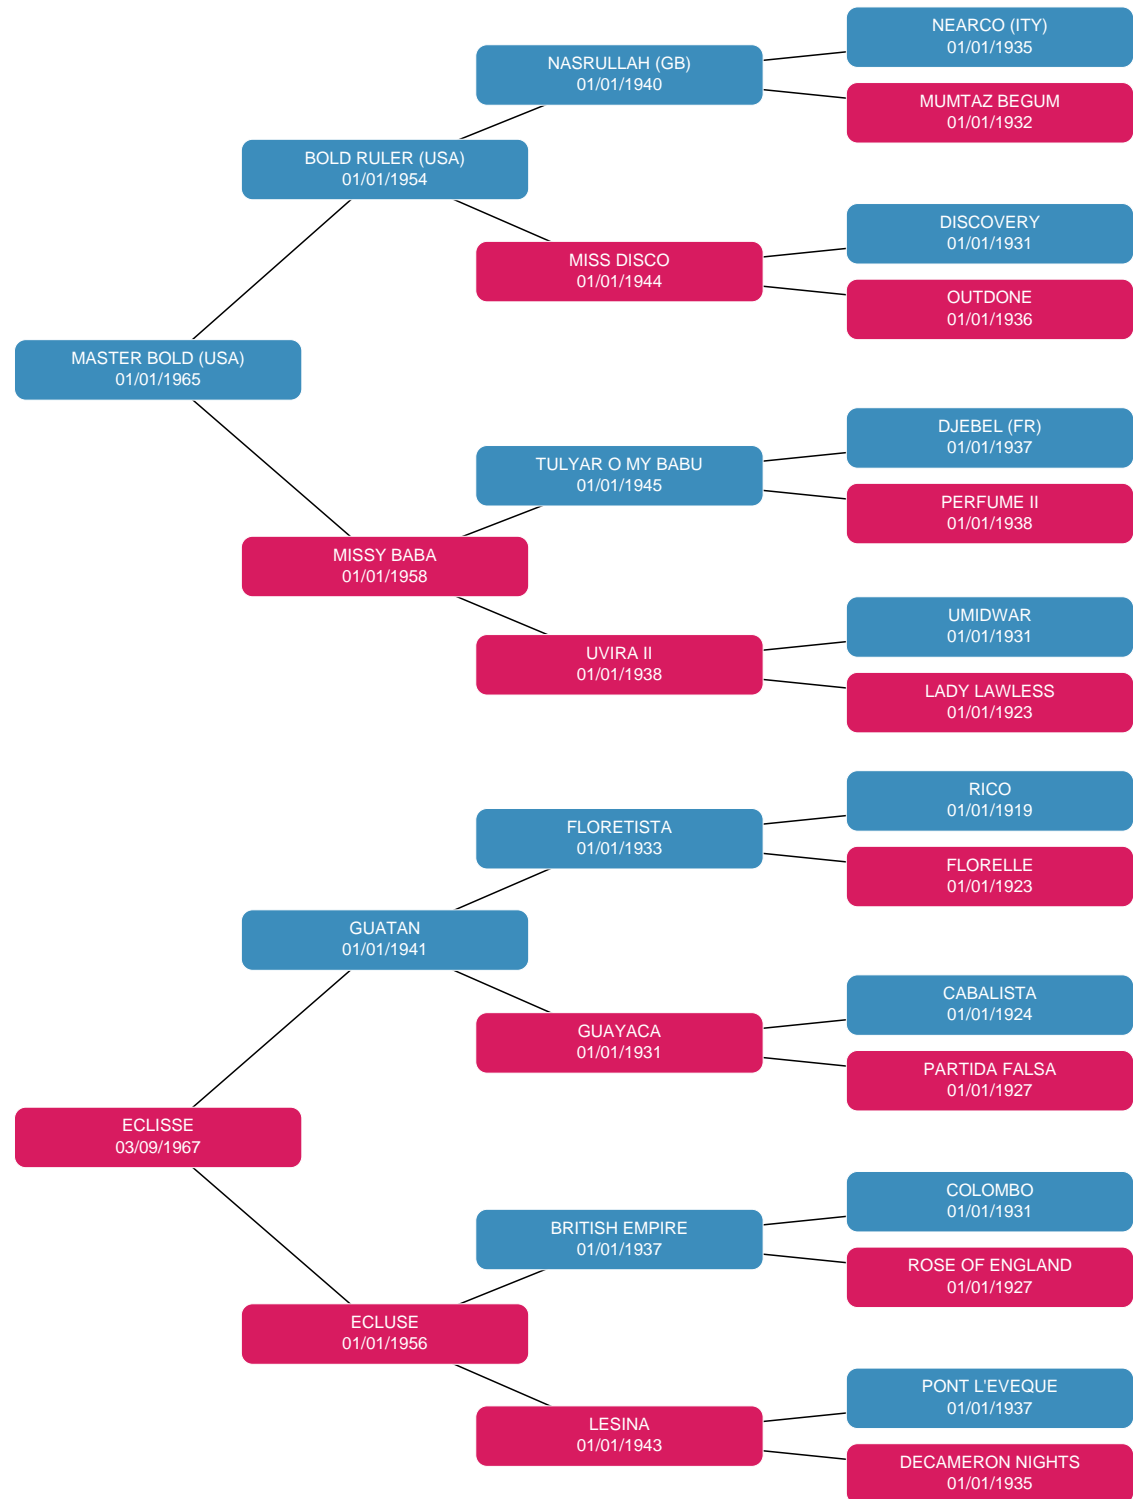 NEARCO (ITY)
01/01/1935
NASRULLAH (GB)
01/01/1940
MUMTAZ BEGUM
01/01/1932
BOLD RULER (USA)
01/01/1954
DISCOVERY
01/01/1931
MISS DISCO
01/01/1944
OUTDONE
01/01/1936
MASTER BOLD (USA)
01/01/1965
DJEBEL (FR)
01/01/1937
TULYAR O MY BABU
01/01/1945
PERFUME II
01/01/1938
MISSY BABA
01/01/1958
UMIDWAR
01/01/1931
UVIRA II
01/01/1938
LADY LAWLESS
01/01/1923
RICO
01/01/1919
FLORETISTA
01/01/1933
FLORELLE
01/01/1923
GUATAN
01/01/1941
CABALISTA
01/01/1924
GUAYACA
01/01/1931
PARTIDA FALSA
01/01/1927
ECLISSE
03/09/1967
COLOMBO
01/01/1931
BRITISH EMPIRE
01/01/1937
ROSE OF ENGLAND
01/01/1927
ECLUSE
01/01/1956
PONT L'EVEQUE
01/01/1937
LESINA
01/01/1943
DECAMERON NIGHTS
01/01/1935